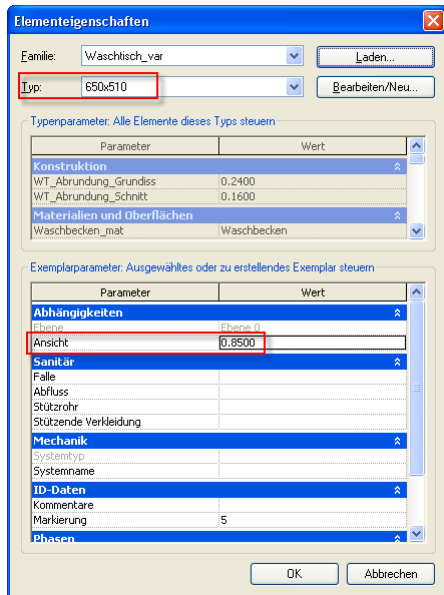 Elementeigenschaften
Familie: Waschtisch_var Laden...
Typ: 650x510 Bearbeiten/Neu...
Typenparameter: Alle Elemente dieses Typs steuern
Parameter Wert
Konstruktion
WT_Abrundung_Grundiss 0.2400
WT_Abrundung_Schnitt 0.1600
Materialien und Oberflächen
Waschbecken_mat Waschbecken
Exemplarparameter: Ausgewähltes oder zu erstellendes Exemplar steuern
Parameter Wert
Abhängigkeiten
Ebene Ebene 0
Ansicht 0.8500
Sanitär
Falle
Abfluss
Stützrohr
Stützende Verkleidung
Mechanik
Systemtyp
Systemname
ID-Daten
Kommentare
Markierung 5
Phasen
OK Abbrechen